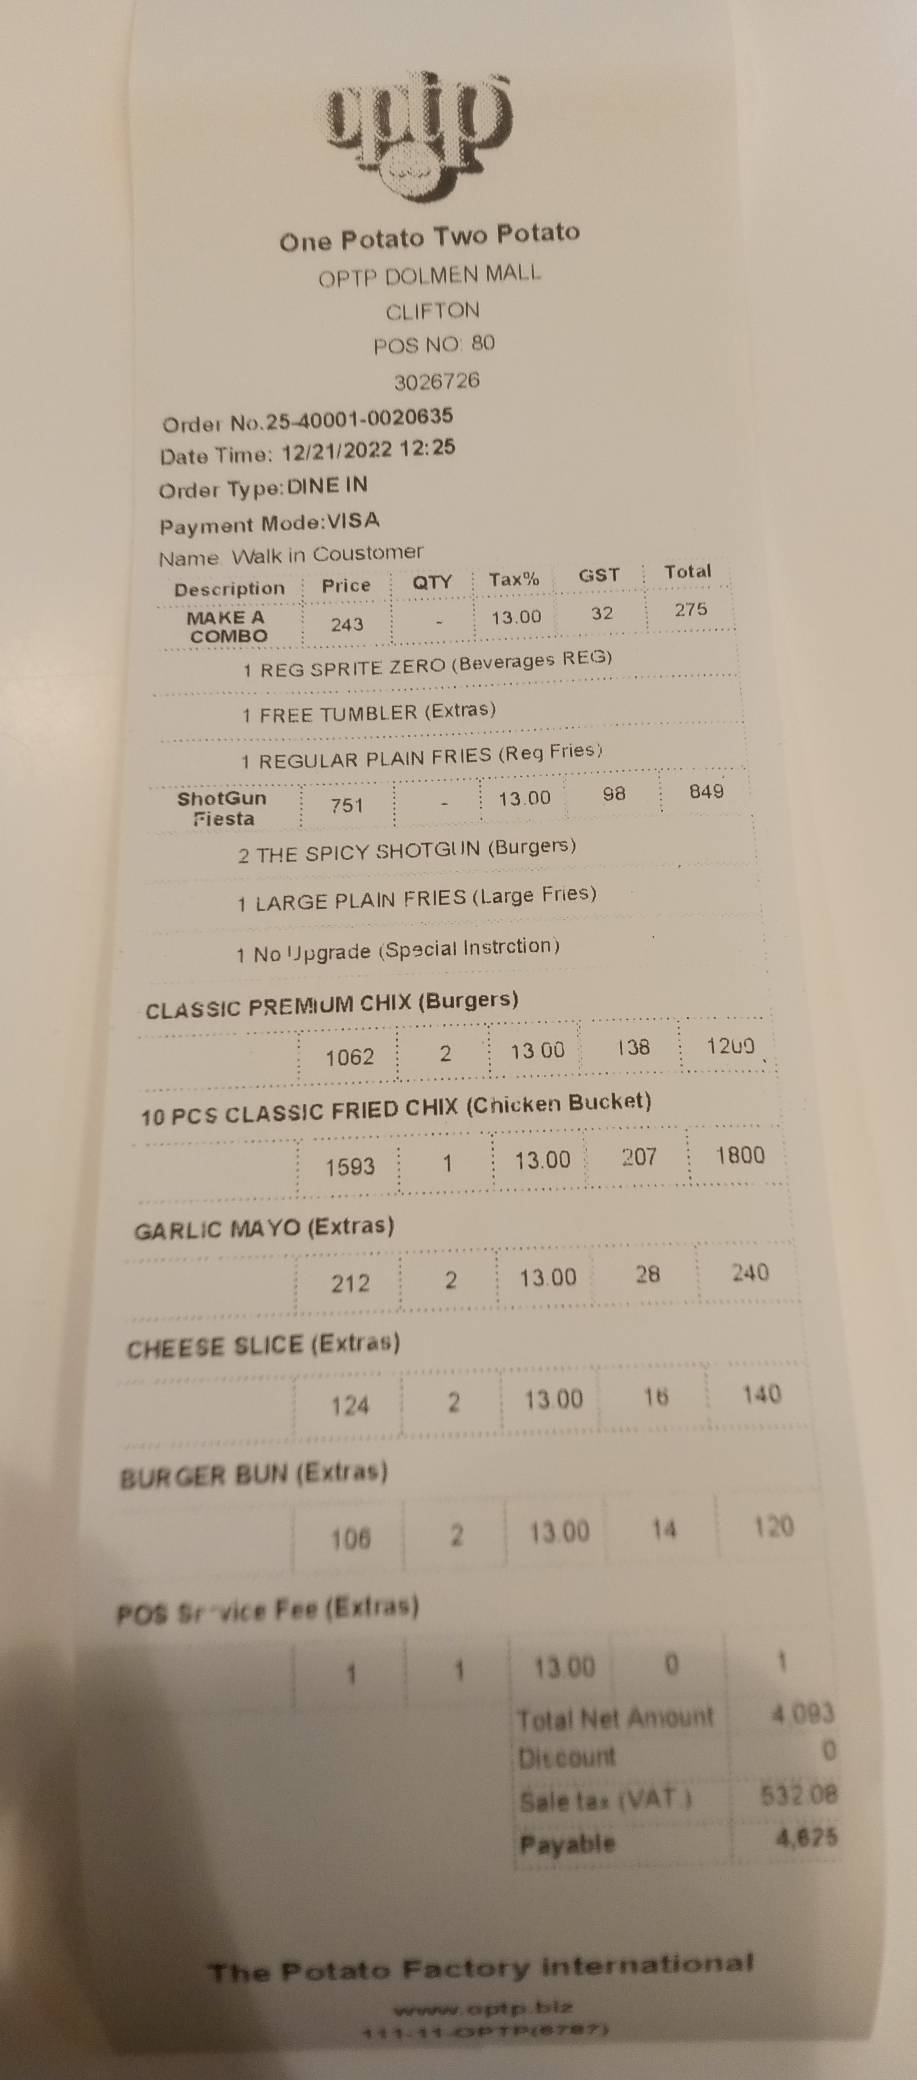 optp
One Potato Two Potato
OPTP DOLMEN MALL
CLIFTON
POS NO: 80
3026726
Order No.25-40001-0020635
Date Time: 12/21/2022 12:25
Order Type:DINE IN
Payment Mode:VISA
Name Walk in Coustomer
Description Price QTY Tax% GST Total
MAKE A COMBO 243 - 13.00 32 275
1 REG SPRITE ZERO (Beverages REG)
1 FREE TUMBLER (Extras)
1 REGULAR PLAIN FRIES (Reg Fries)
ShotGun Fiesta 751 - 13.00 98 849
2 THE SPICY SHOTGUN (Burgers)
1 LARGE PLAIN FRIES (Large Fries)
1 No Upgrade (Special Instrction)
CLASSIC PREMIUM CHIX (Burgers)
1062 2 13.00 138 1200
10 PCS CLASSIC FRIED CHIX (Chicken Bucket)
1593 1 13.00 207 1800
GARLIC MAYO (Extras)
212 2 13.00 28 240
CHEESE SLICE (Extras)
124 2 13.00 16 140
BURGER BUN (Extras)
106 2 13.00 14 120
POS Service Fee (Extras)
1 1 13.00 0 1
Total Net Amount 4,093
Discount 0
Sale tax (VAT.) 532.08
Payable 4,625
The Potato Factory international
www.optp.biz
111-11-OPTP(6787)